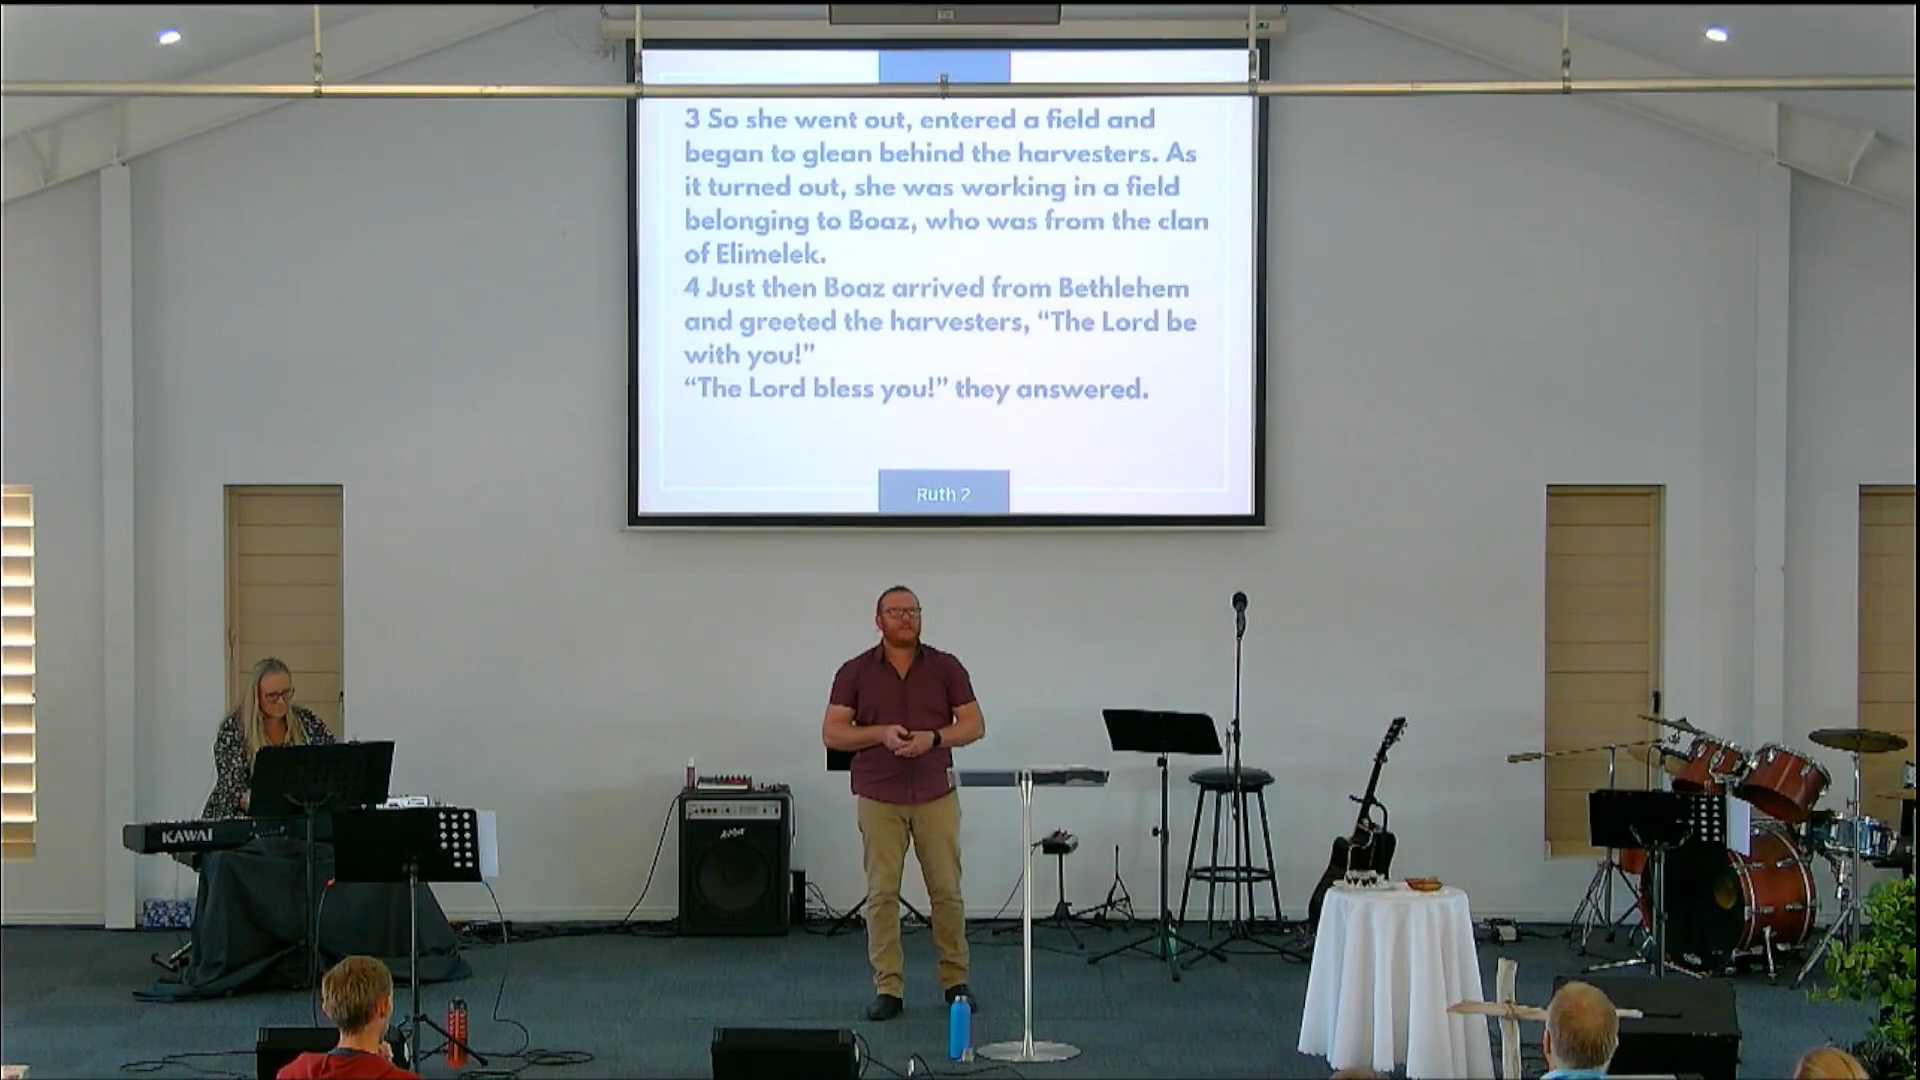 3 So she went out, entered a field and
began to glean behind the harvesters. As
it turned out, she was working in a field
belonging to Boaz, who was from the clan
of Elimelek.
4 Just then Boaz arrived from Bethlehem
and greeted the harvesters, “The Lord be
with you!”
“The Lord bless you!” they answered.
Ruth 2
KAWAI